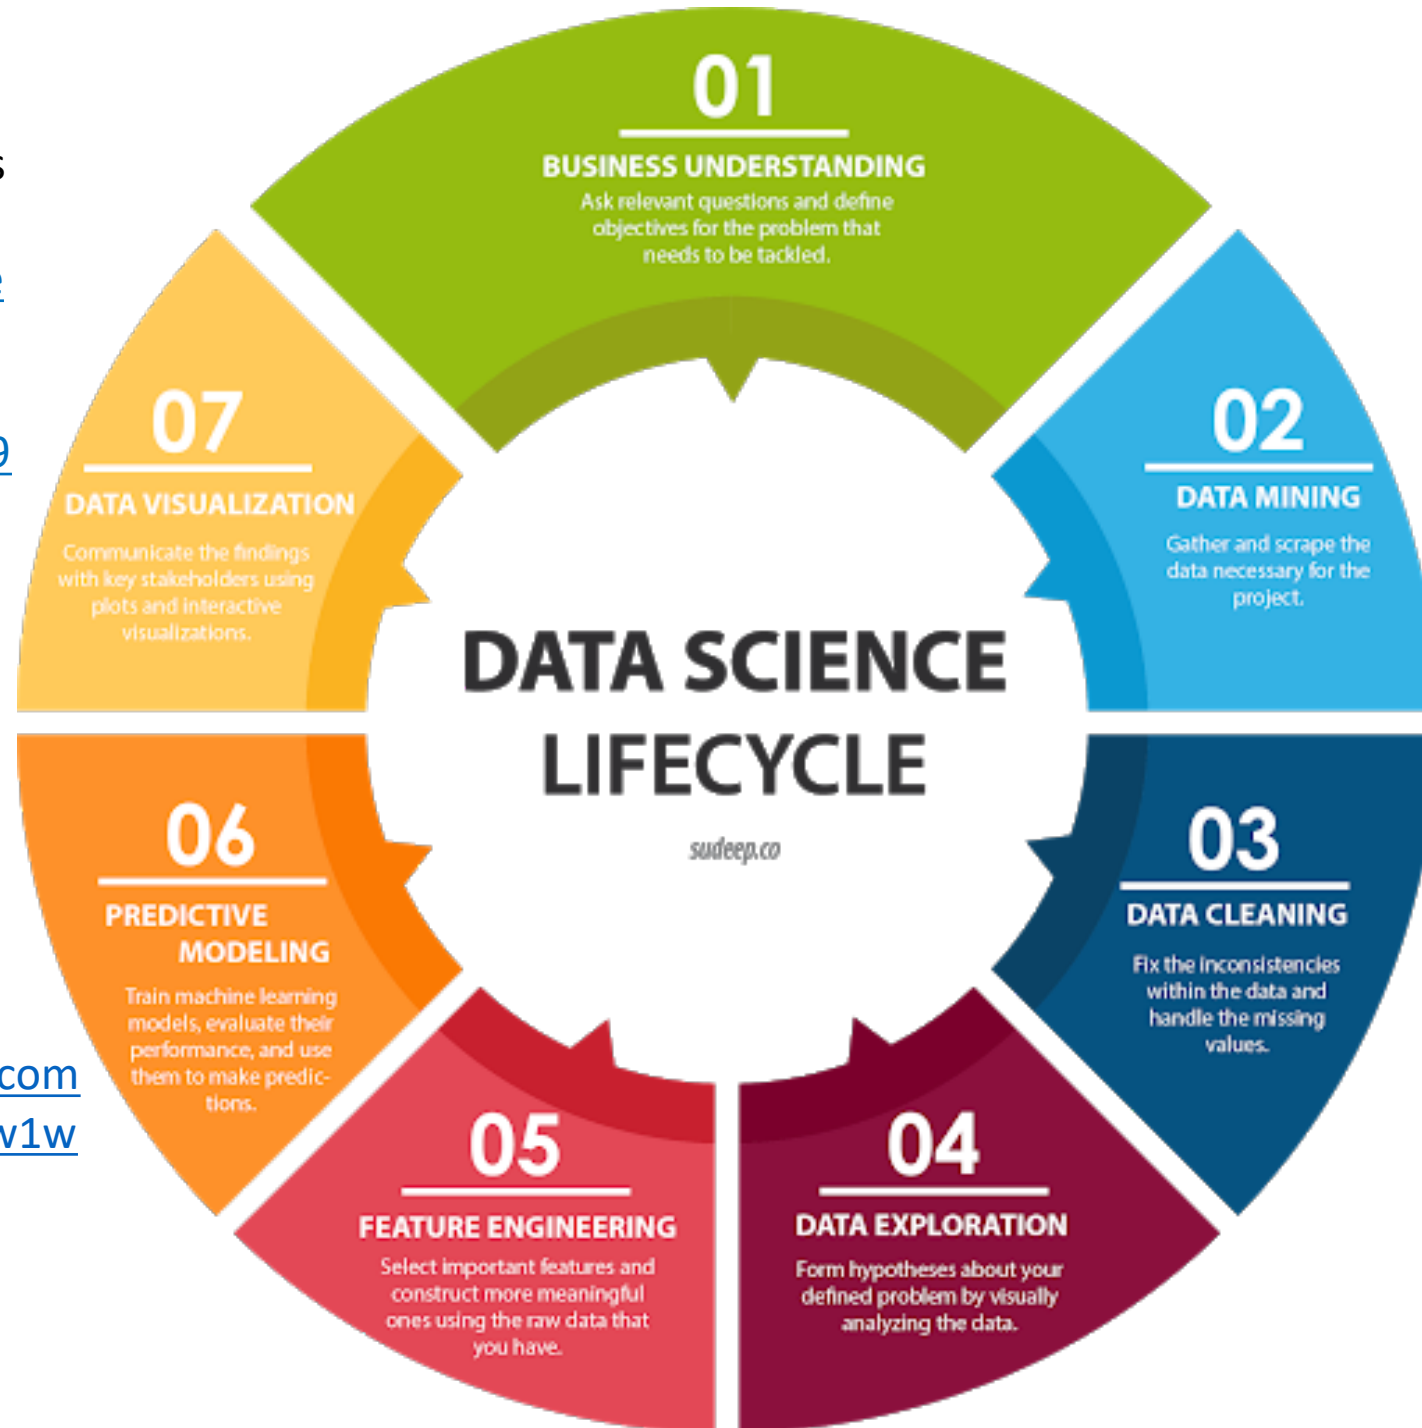 01
BUSINESS UNDERSTANDING
Ask relevant questions and define
objectives for the problem that
needs to be tackled.
02
DATA MINING
Gather and scrape the
data necessary for the
project.
03
DATA CLEANING
Fix the inconsistencies
within the data and
handle the missing
values.
04
DATA EXPLORATION
Form hypotheses about your
defined problem by visually
analyzing the data.
05
FEATURE ENGINEERING
Select important features and
construct more meaningful
ones using the raw data that
you have.
06
PREDICTIVE
MODELING
Train machine learning
models, evaluate their
performance, and use
them to make predic-
tions.
07
DATA VISUALIZATION
Communicate the findings
with key stakeholders using
plots and interactive
visualizations.
DATA SCIENCE
LIFECYCLE
sudeep.co
s
e
9
.com
w1w